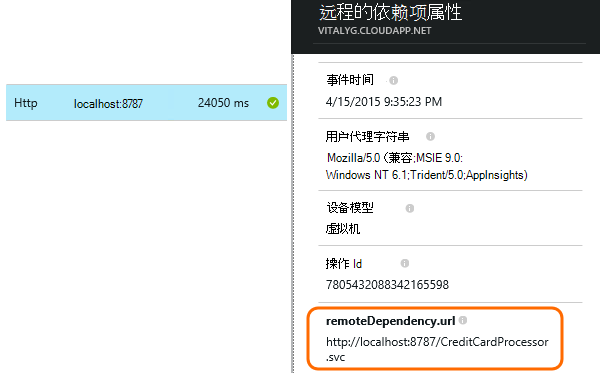 Http localhost:8787 24050 ms
远程的依赖项属性
VITALYG.CLOUDAPP.NET
事件时间
4/15/2015 9:35:23 PM
用户代理字符串
Mozilla/5.0 (兼容;MSIE 9.0:
Windows NT 6.1;Trident/5.0;AppInsights)
设备模型
虚拟机
操作 Id
7805432088342165598
remoteDependency.url
http://localhost:8787/CreditCardProcessor
.svc